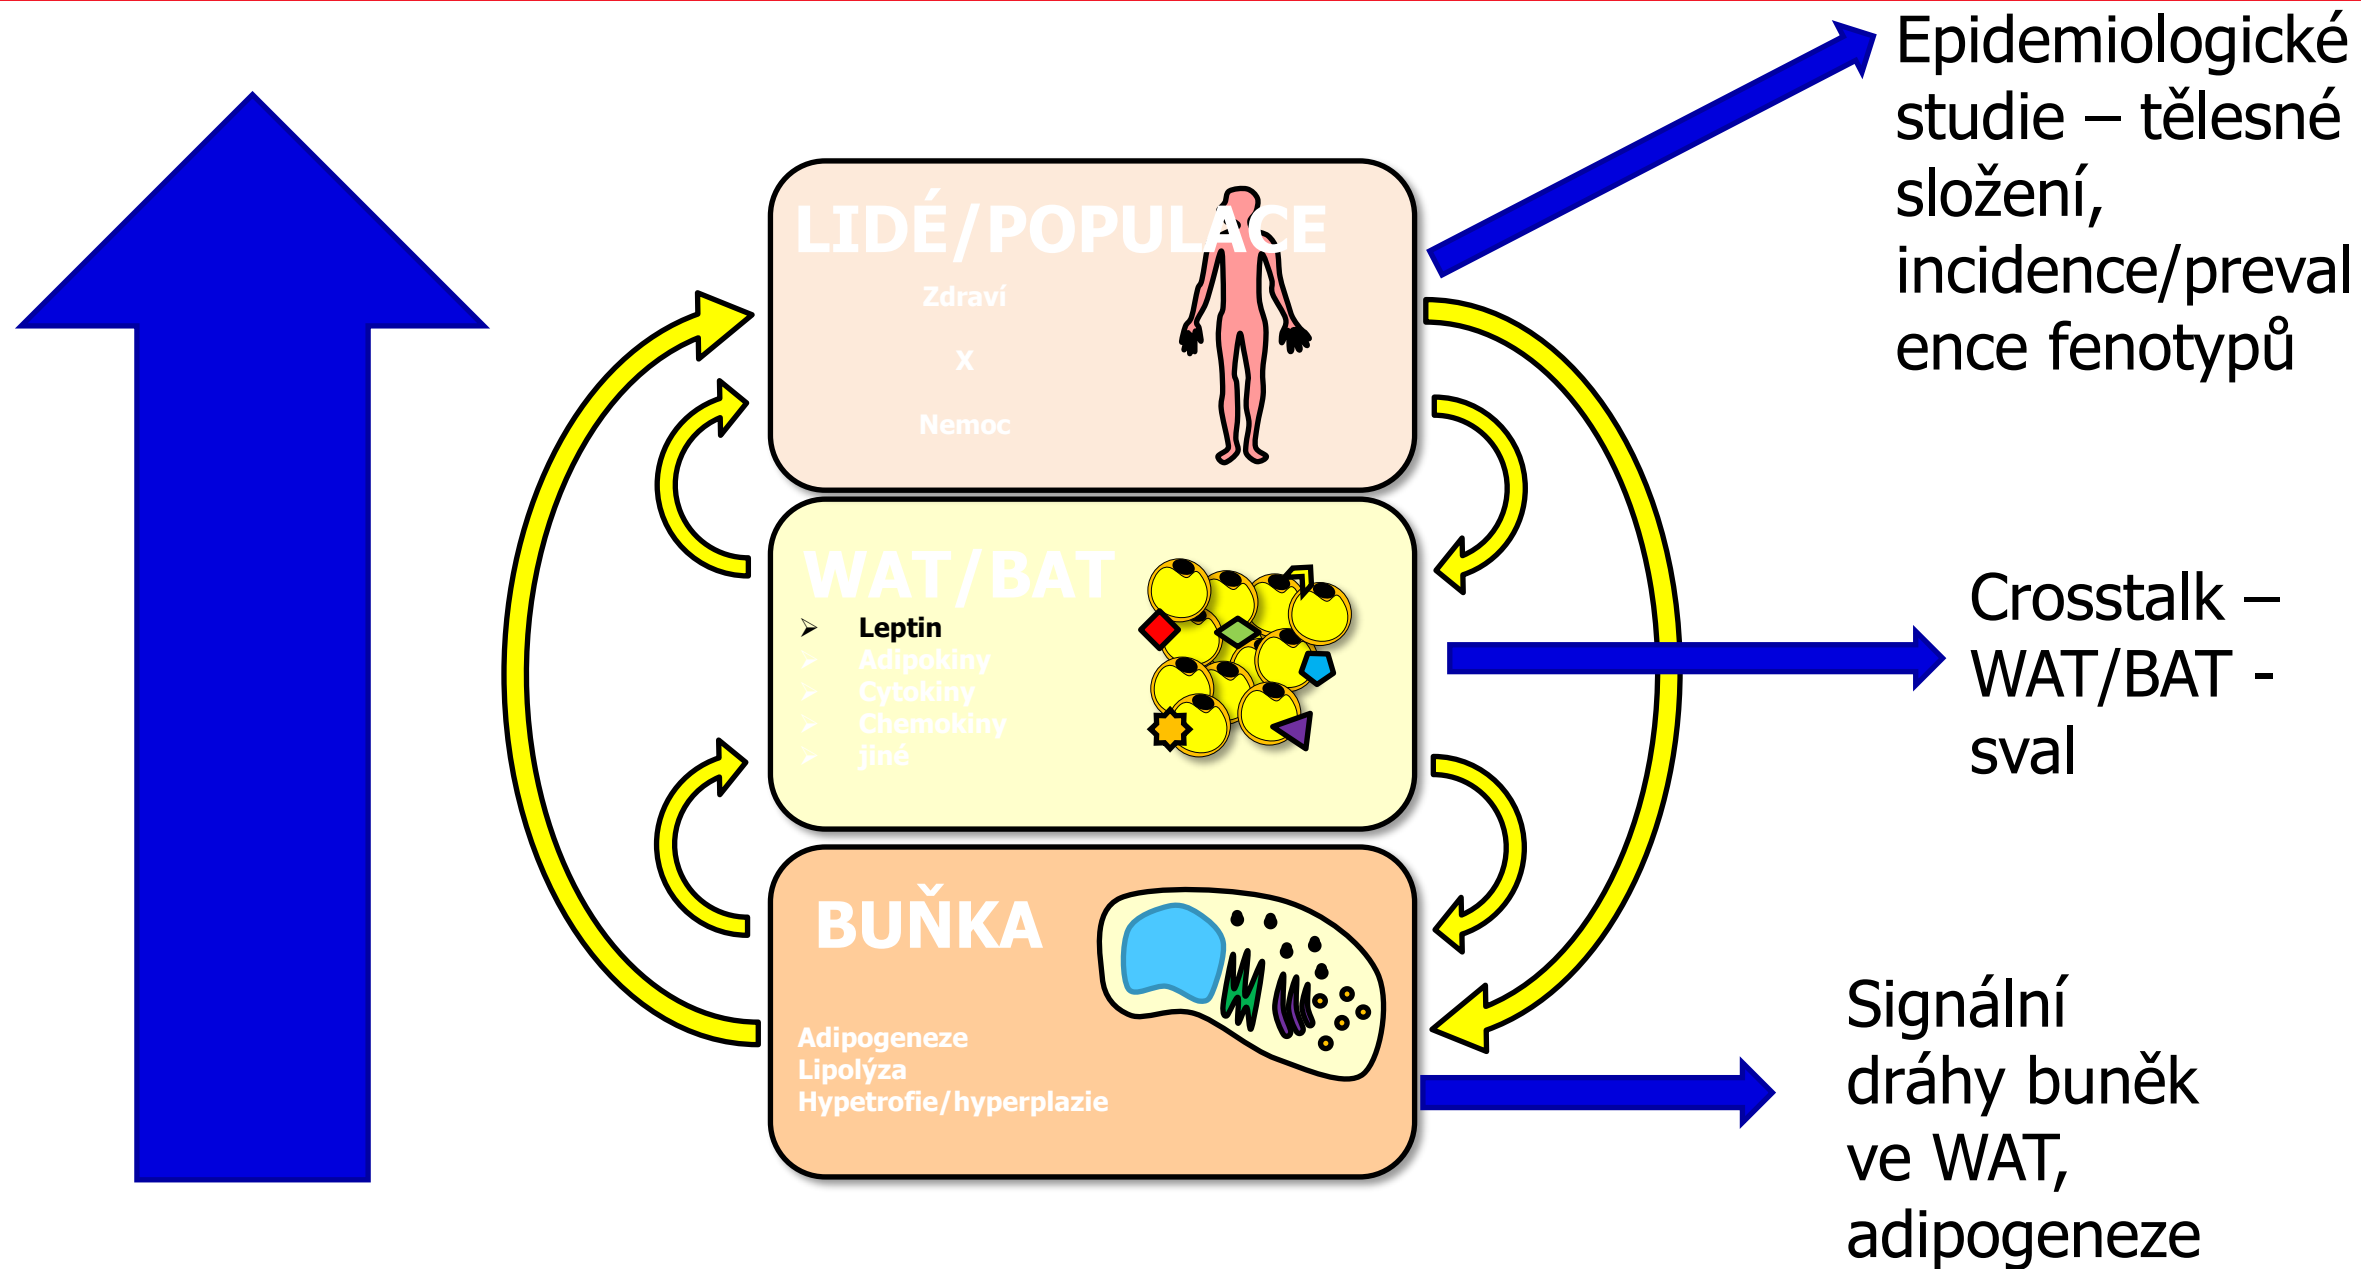 Epidemiologické
studie – tělesné
složení,
incidence/preval
ence fenotypů
LIDÉ/POPULACE
Zdraví
X
Nemoc
WAT/BAT
➢ Leptin
➢ Adipokiny
➢ Cytokiny
➢ Chemokiny
➢ jiné
Crosstalk –
WAT/BAT -
sval
BUŇKA
Adipogeneze
Lipolýza
Hypetrofie/hyperplazie
Signální
dráhy buněk
ve WAT,
adipogeneze